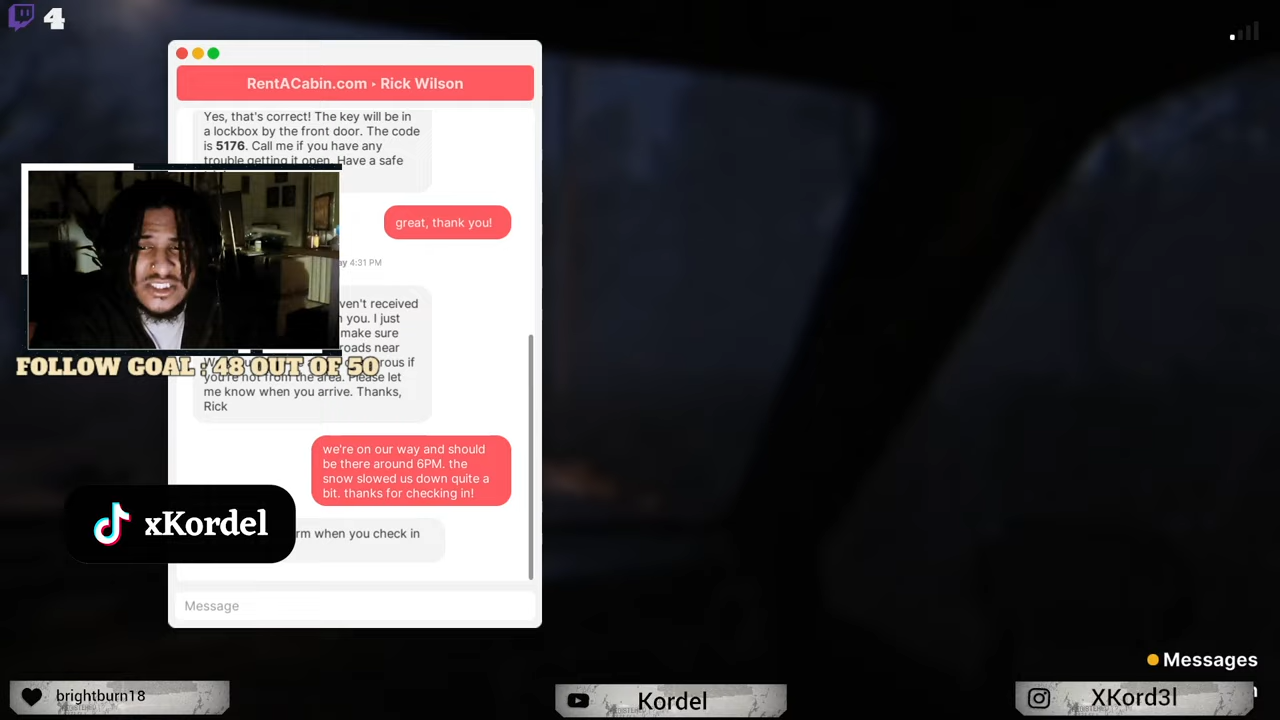 4
RentACabin.com ▸ Rick Wilson
Yes, that's correct! The key will be in
a lockbox by the front door. The code
is 5176. Call me if you have any
trouble getting it open. Have a safe
great, thank you!
4:31 PM
ven't received
you. I just
make sure
roads near
FOLLOW GOAL : 48 OUT OF 50
you're not from the area. Please let
me know when you arrive. Thanks,
Rick
we're on our way and should
be there around 6PM. the
snow slowed us down quite a
bit. thanks for checking in!
xKordel
when you check in
Message
Messages
brightburn18
Kordel
XKord3l